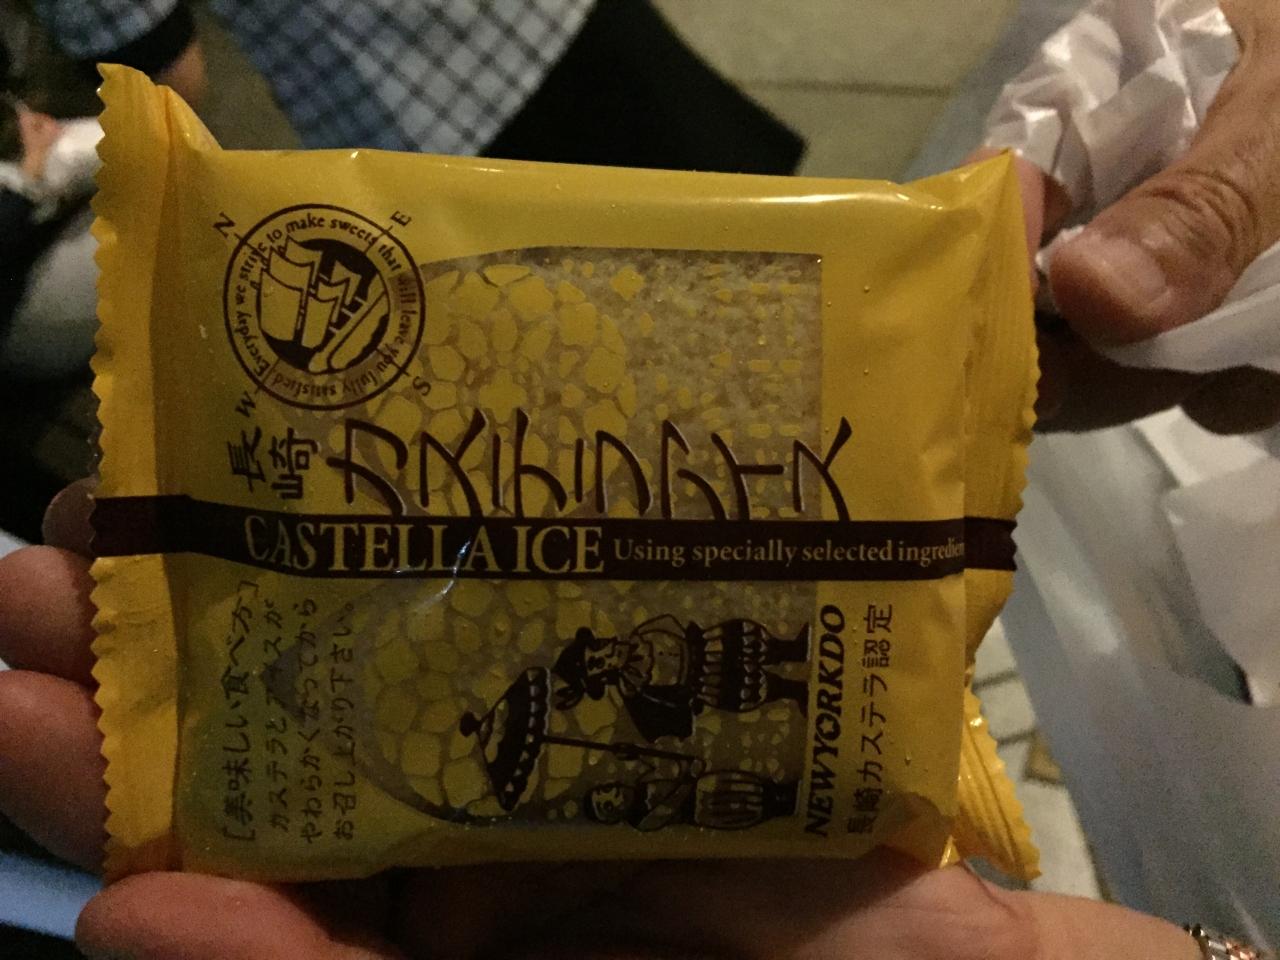 N
E
S
W
Everyday we strive to make sweets that will leave you fully satisfied
長崎
カステラアイス
CASTELLA ICE Using specially selected ingredien
[美味しい食べ方]
カステラとアイスが
やわらかくなってから
お召し上がり下さい。
NEWYORKDO
長崎カステラ認定